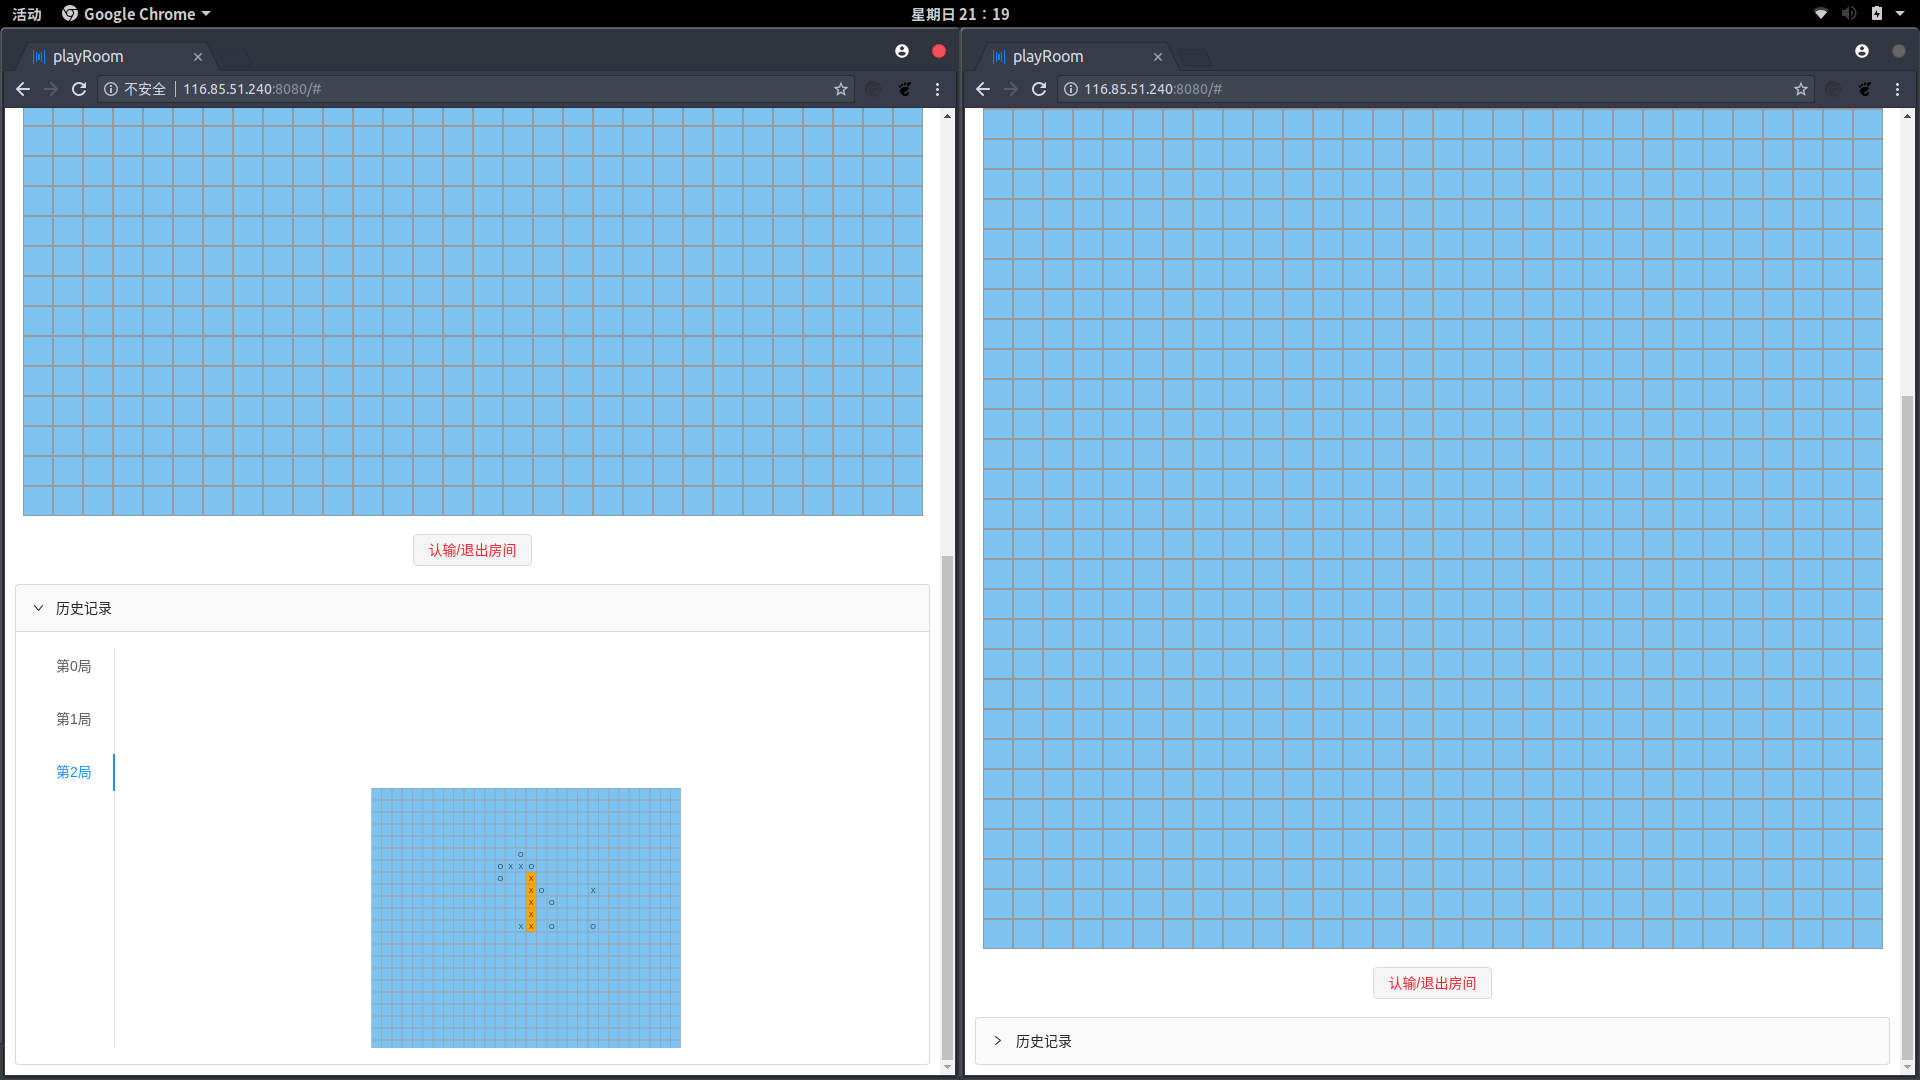 活动 Google Chrome 星期日 21：19
playRoom
不安全 116.85.51.240:8080/#
认输/退出房间
历史记录
第0局
第1局
第2局
O
O X X O
O X
X O X
X O
X
X X O O
playRoom
116.85.51.240:8080/#
认输/退出房间
历史记录